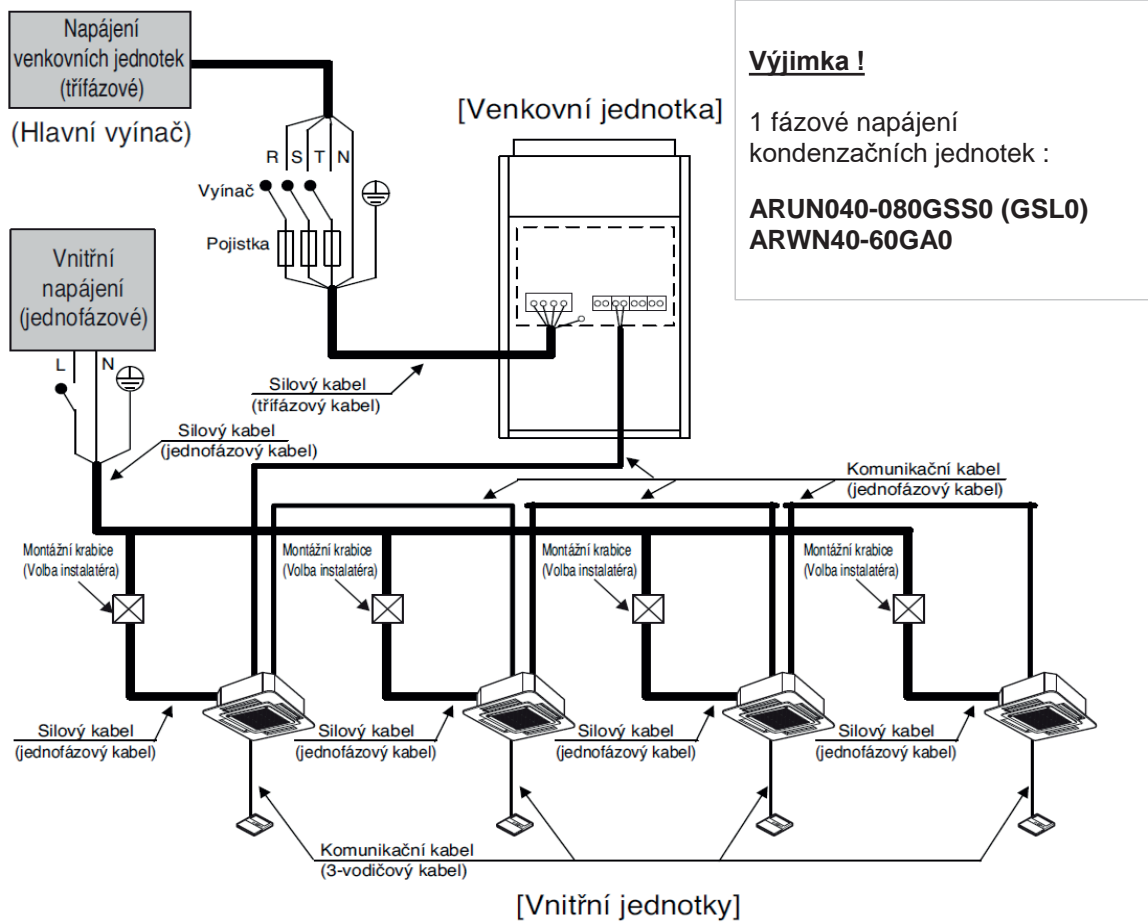 Napájení
venkovních jednotek
(třífázové)
(Hlavní vyínač)
R S T N
Vyínač
Pojistka
[Venkovní jednotka]
Výjimka !
1 fázové napájení
kondenzačních jednotek :
ARUN040-080GSS0 (GSL0)
ARWN40-60GA0
Vnitřní
napájení
(jednofázové)
L N
Silový kabel
(třífázový kabel)
Silový kabel
(jednofázový kabel)
Komunikační kabel
(jednofázový kabel)
Montážní krabice
(Volba instalatéra)
Montážní krabice
(Volba instalatéra)
Montážní krabice
(Volba instalatéra)
Montážní krabice
(Volba instalatéra)
Silový kabel
(jednofázový kabel)
Silový kabel
(jednofázový kabel)
Silový kabel
(jednofázový kabel)
Silový kabel
(jednofázový kabel)
Komunikační kabel
(3-vodičový kabel)
[Vnitřní jednotky]